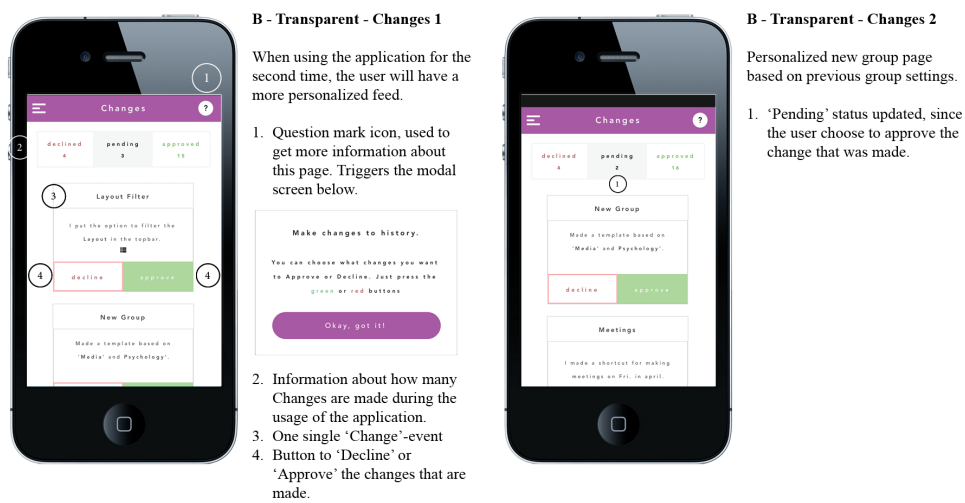 B - Transparent - Changes 1
When using the application for the
second time, the user will have a
more personalized feed.
1. Question mark icon, used to
get more information about
this page. Triggers the modal
screen below.
Make changes to history.
You can choose what changes you want
to Approve or Decline. Just press the
green or red buttons
Okay, got it!
2. Information about how many
Changes are made during the
usage of the application.
3. One single ‘Change’-event
4. Button to ‘Decline’ or
‘Approve’ the changes that are
made.
1
Changes
?
2
declined pending approved
4 3 15
3
Layout Filter
I put the option to filter the
Layout in the topbar.
4 decline approve 4
New Group
Made a template based on
‘Media’ and Psychology’.
B - Transparent - Changes 2
Personalized new group page
based on previous group settings.
1. ‘Pending’ status updated, since
the user choose to approve the
change that was made.
Changes
?
declined pending approved
4 2 16
1
New Group
Made a template based on
‘Media’ and Psychology’.
decline approve
Meetings
I made a shortcut for making
meetings on Fri. in april.